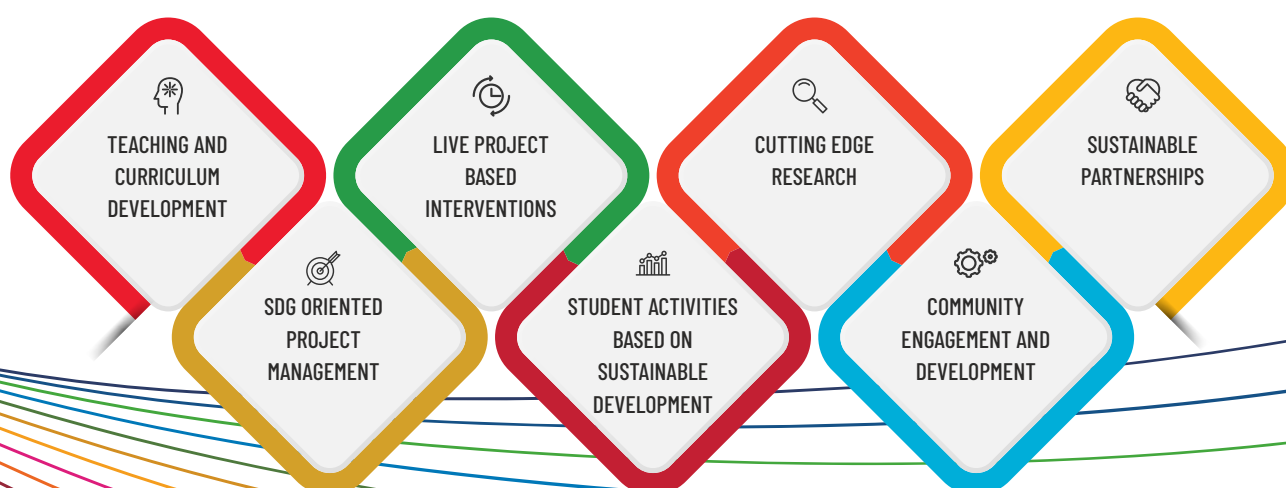 TEACHING AND
CURRICULUM
DEVELOPMENT
SDG ORIENTED
PROJECT
MANAGEMENT
LIVE PROJECT
BASED
INTERVENTIONS
STUDENT ACTIVITIES
BASED ON
SUSTAINABLE
DEVELOPMENT
CUTTING EDGE
RESEARCH
COMMUNITY
ENGAGEMENT AND
DEVELOPMENT
SUSTAINABLE
PARTNERSHIPS